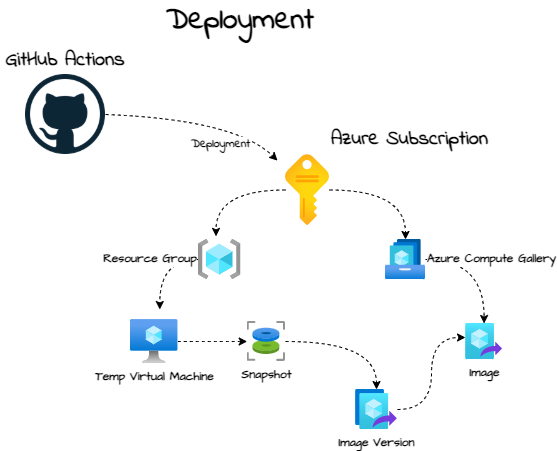 Deployment
GitHub Actions
Deployment
Azure Subscription
Resource Group
Azure Compute Gallery
Temp Virtual Machine
Snapshot
Image
Image Version